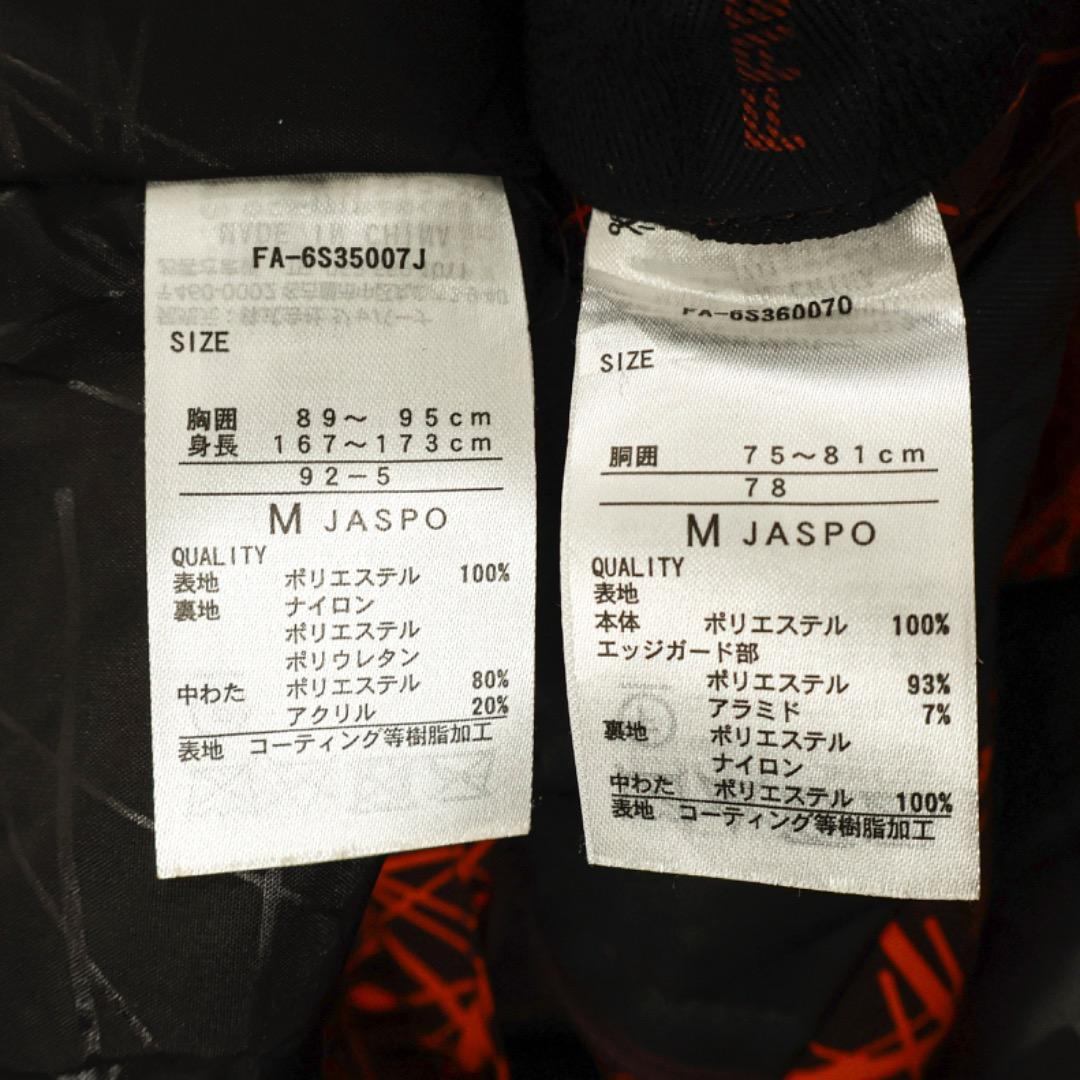 FA-6S35007J
SIZE
胸囲 89～ 95cm
身長 167～173cm
92-5
M JASPO
QUALITY
表地 ポリエステル 100%
裏地 ナイロン
ポリエステル
ポリウレタン
中わた ポリエステル 80%
アクリル 20%
表地 コーティング等樹脂加工
MADE IN CHINA
FA-6S360070
SIZE
胴囲 75～81cm
78
M JASPO
QUALITY
表地
本体 ポリエステル 100%
エッジガード部
ポリエステル 93%
アラミド 7%
裏地 ポリエステル
ナイロン
中わた ポリエステル 100%
表地 コーティング等樹脂加工